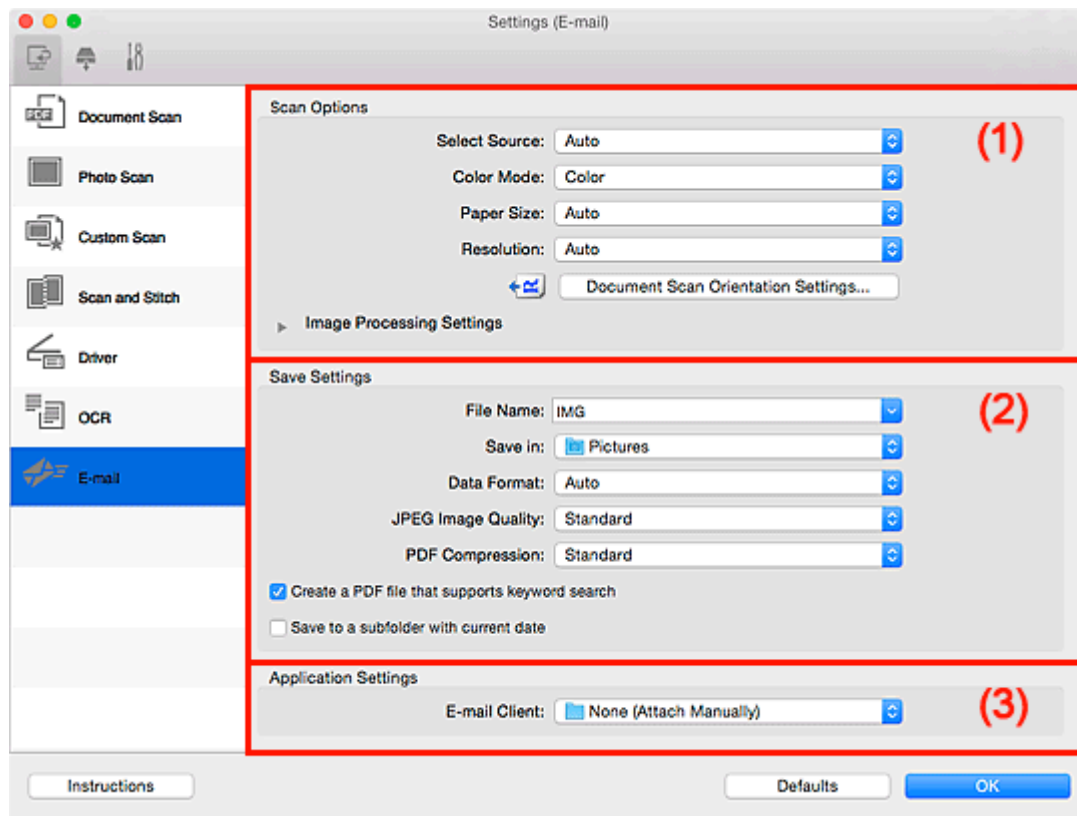 Settings (E-mail)
Document Scan
Photo Scan
Custom Scan
Scan and Stitch
Driver
OCR
E-mail
Scan Options
(1)
Select Source: Auto
Color Mode: Color
Paper Size: Auto
Resolution: Auto
Document Scan Orientation Settings...
Image Processing Settings
Save Settings
(2)
File Name: IMG
Save in: Pictures
Data Format: Auto
JPEG Image Quality: Standard
PDF Compression: Standard
Create a PDF file that supports keyword search
Save to a subfolder with current date
Application Settings
(3)
E-mail Client: None (Attach Manually)
Instructions
Defaults
OK